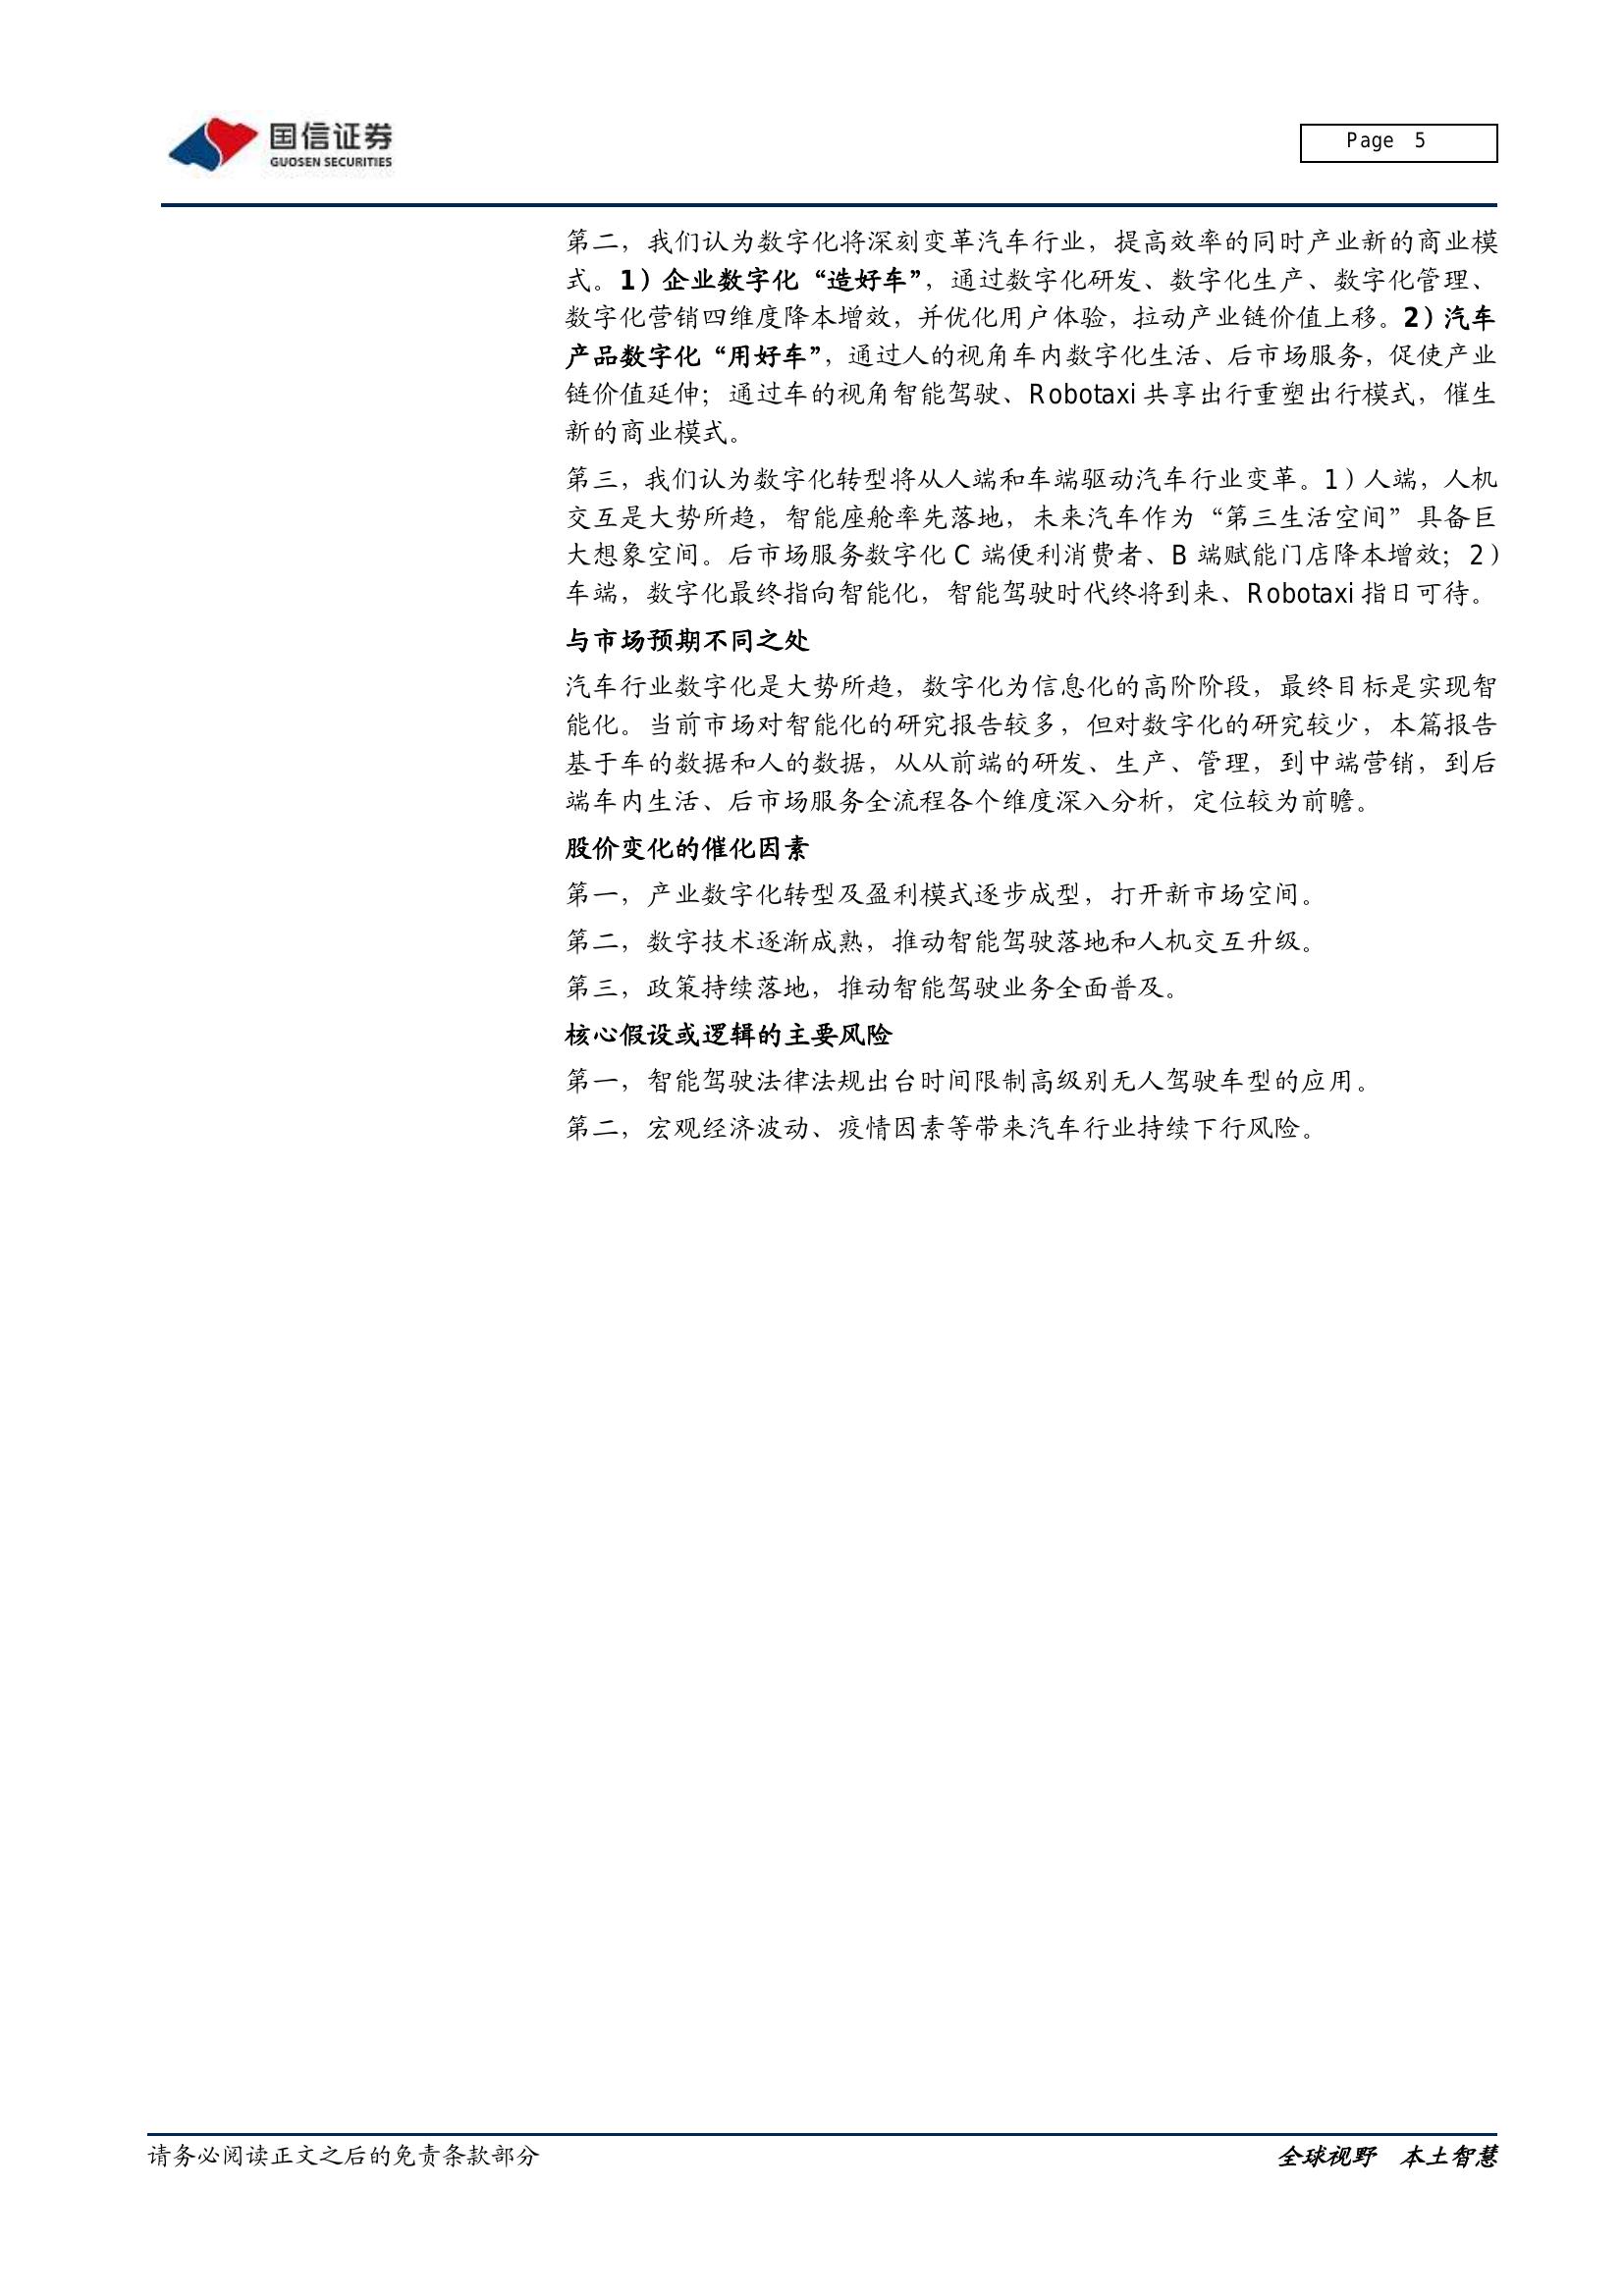 国信证券
GUOSEN SECURITIES
Page 5
第二，我们认为数字化将深刻变革汽车行业，提高效率的同时产业新的商业模
式。1）企业数字化“造好车”，通过数字化研发、数字化生产、数字化管理、
数字化营销四维度降本增效，并优化用户体验，拉动产业链价值上移。2）汽车
产品数字化“用好车”，通过人的视角车内数字化生活、后市场服务，促使产业
链价值延伸；通过车的视角智能驾驶、Robotaxi 共享出行重塑出行模式，催生
新的商业模式。
第三，我们认为数字化转型将从人端和车端驱动汽车行业变革。1）人端，人机
交互是大势所趋，智能座舱率先落地，未来汽车作为“第三生活空间”具备巨
大想象空间。后市场服务数字化 C 端便利消费者、B 端赋能门店降本增效；2）
车端，数字化最终指向智能化，智能驾驶时代终将到来、Robotaxi 指日可待。
与市场预期不同之处
汽车行业数字化是大势所趋，数字化为信息化的高阶阶段，最终目标是实现智
能化。当前市场对智能化的研究报告较多，但对数字化的研究较少，本篇报告
基于车的数据和人的数据，从从前端的研发、生产、管理，到中端营销，到后
端车内生活、后市场服务全流程各个维度深入分析，定位较为前瞻。
股价变化的催化因素
第一，产业数字化转型及盈利模式逐步成型，打开新市场空间。
第二，数字技术逐渐成熟，推动智能驾驶落地和人机交互升级。
第三，政策持续落地，推动智能驾驶业务全面普及。
核心假设或逻辑的主要风险
第一，智能驾驶法律法规出台时间限制高级别无人驾驶车型的应用。
第二，宏观经济波动、疫情因素等带来汽车行业持续下行风险。
请务必阅读正文之后的免责条款部分
全球视野 本土智慧